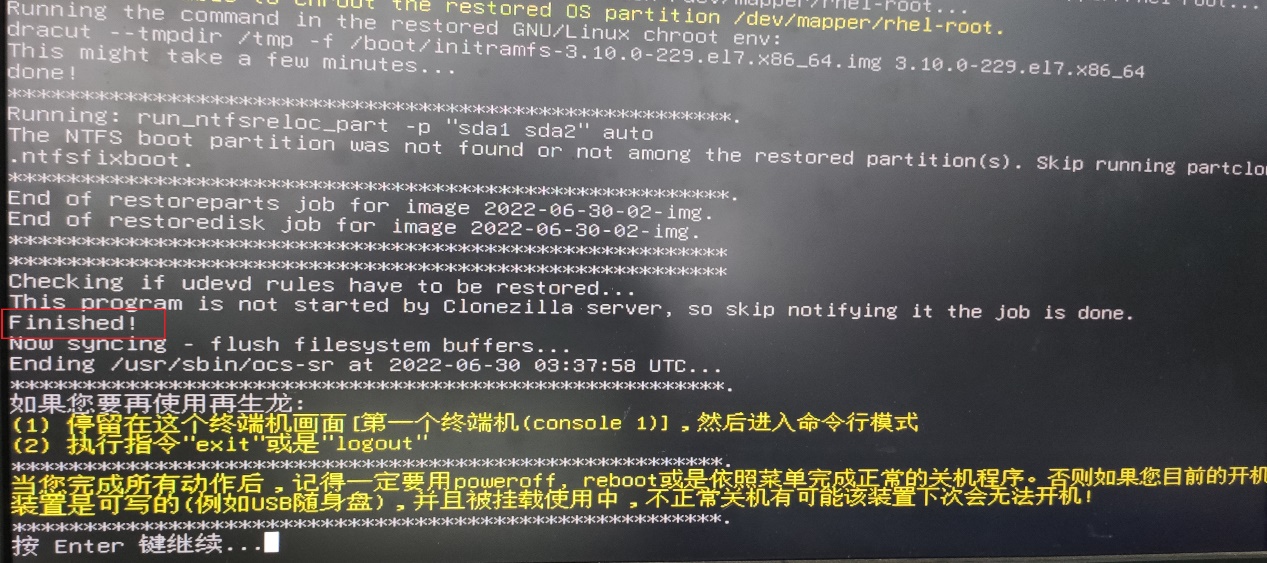 to chroot the restored OS partition /dev/mapper/rhel-root.
Running the command in the restored GNU/Linux chroot env:
dracut --tmpdir /tmp -f /boot/initramfs-3.10.0-229.el7.x86_64.img 3.10.0-229.el7.x86_64
This might take a few minutes...
done!
*************************************************************.
Running: run_ntfsreloc_part -p "sda1 sda2" auto
The NTFS boot partition was not found or not among the restored partition(s). Skip running partclo
.ntfsfixboot.
*************************************************************.
End of restoreparts job for image 2022-06-30-02-img.
End of restoredisk job for image 2022-06-30-02-img.
*************************************************************
*************************************************************
Checking if udevd rules have to be restored...
This program is not started by Clonezilla server, so skip notifying it the job is done.
Finished!
Now syncing - flush filesystem buffers...
Ending /usr/sbin/ocs-sr at 2022-06-30 03:37:58 UTC...
*************************************************************.
如果您要再使用再生龙:
(1) 停留在这个终端机画面[第一个终端机(console 1)],然后进入命令行模式
(2) 执行指令"exit"或是"logout"
*************************************************************.
当您完成所有动作后,记得一定要用poweroff, reboot或是依照菜单完成正常的关机程序。否则如果您目前的开机
装置是可写的(例如USB随身盘),并且被挂载使用中,不正常关机有可能该装置下次会无法开机!
*************************************************************.
按 Enter 键继续...